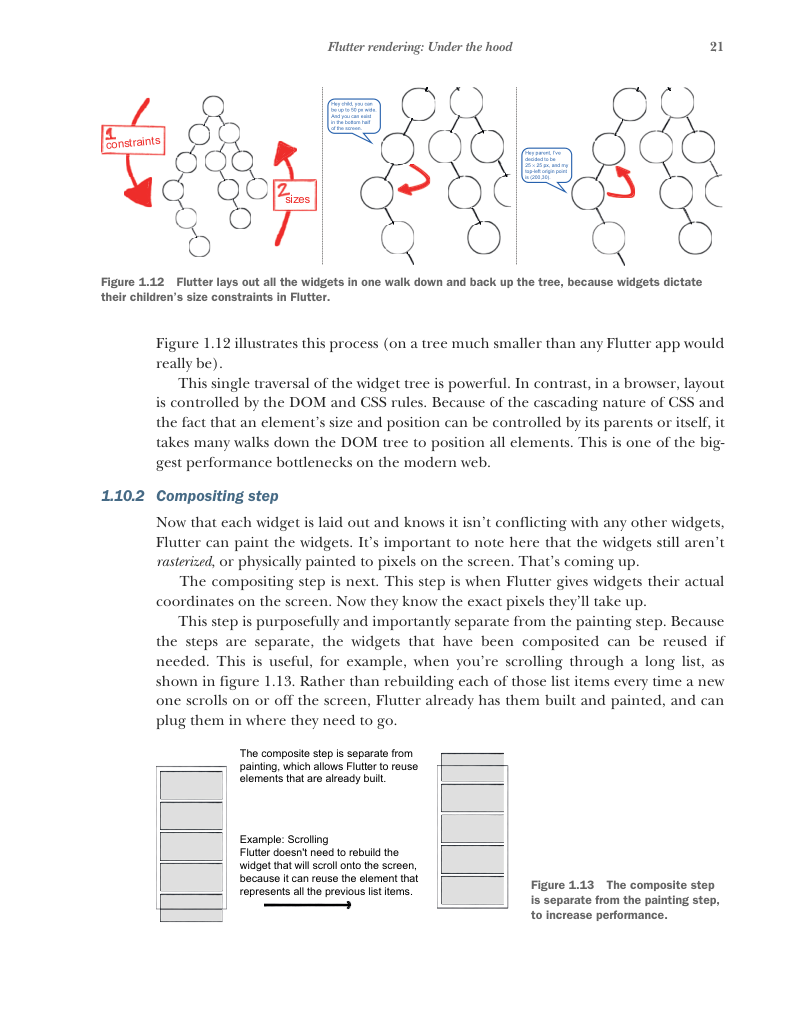 Flutter rendering: Under the hood 21
1
constraints
2
sizes
Hey child, you can
be up to 50 px wide.
And you can exist
in the bottom half
of the screen.
Hey parent, I've
decided to be
25 × 25 px, and my
top-left origin point
is (200,30).
Figure 1.12 Flutter lays out all the widgets in one walk down and back up the tree, because widgets dictate
their children's size constraints in Flutter.
Figure 1.12 illustrates this process (on a tree much smaller than any Flutter app would
really be).
This single traversal of the widget tree is powerful. In contrast, in a browser, layout
is controlled by the DOM and CSS rules. Because of the cascading nature of CSS and
the fact that an element's size and position can be controlled by its parents or itself, it
takes many walks down the DOM tree to position all elements. This is one of the big-
gest performance bottlenecks on the modern web.
1.10.2 Compositing step
Now that each widget is laid out and knows it isn't conflicting with any other widgets,
Flutter can paint the widgets. It's important to note here that the widgets still aren't
rasterized, or physically painted to pixels on the screen. That's coming up.
The compositing step is next. This step is when Flutter gives widgets their actual
coordinates on the screen. Now they know the exact pixels they'll take up.
This step is purposefully and importantly separate from the painting step. Because
the steps are separate, the widgets that have been composited can be reused if
needed. This is useful, for example, when you're scrolling through a long list, as
shown in figure 1.13. Rather than rebuilding each of those list items every time a new
one scrolls on or off the screen, Flutter already has them built and painted, and can
plug them in where they need to go.
The composite step is separate from
painting, which allows Flutter to reuse
elements that are already built.
Example: Scrolling
Flutter doesn't need to rebuild the
widget that will scroll onto the screen,
because it can reuse the element that
represents all the previous list items.
Figure 1.13 The composite step
is separate from the painting step,
to increase performance.